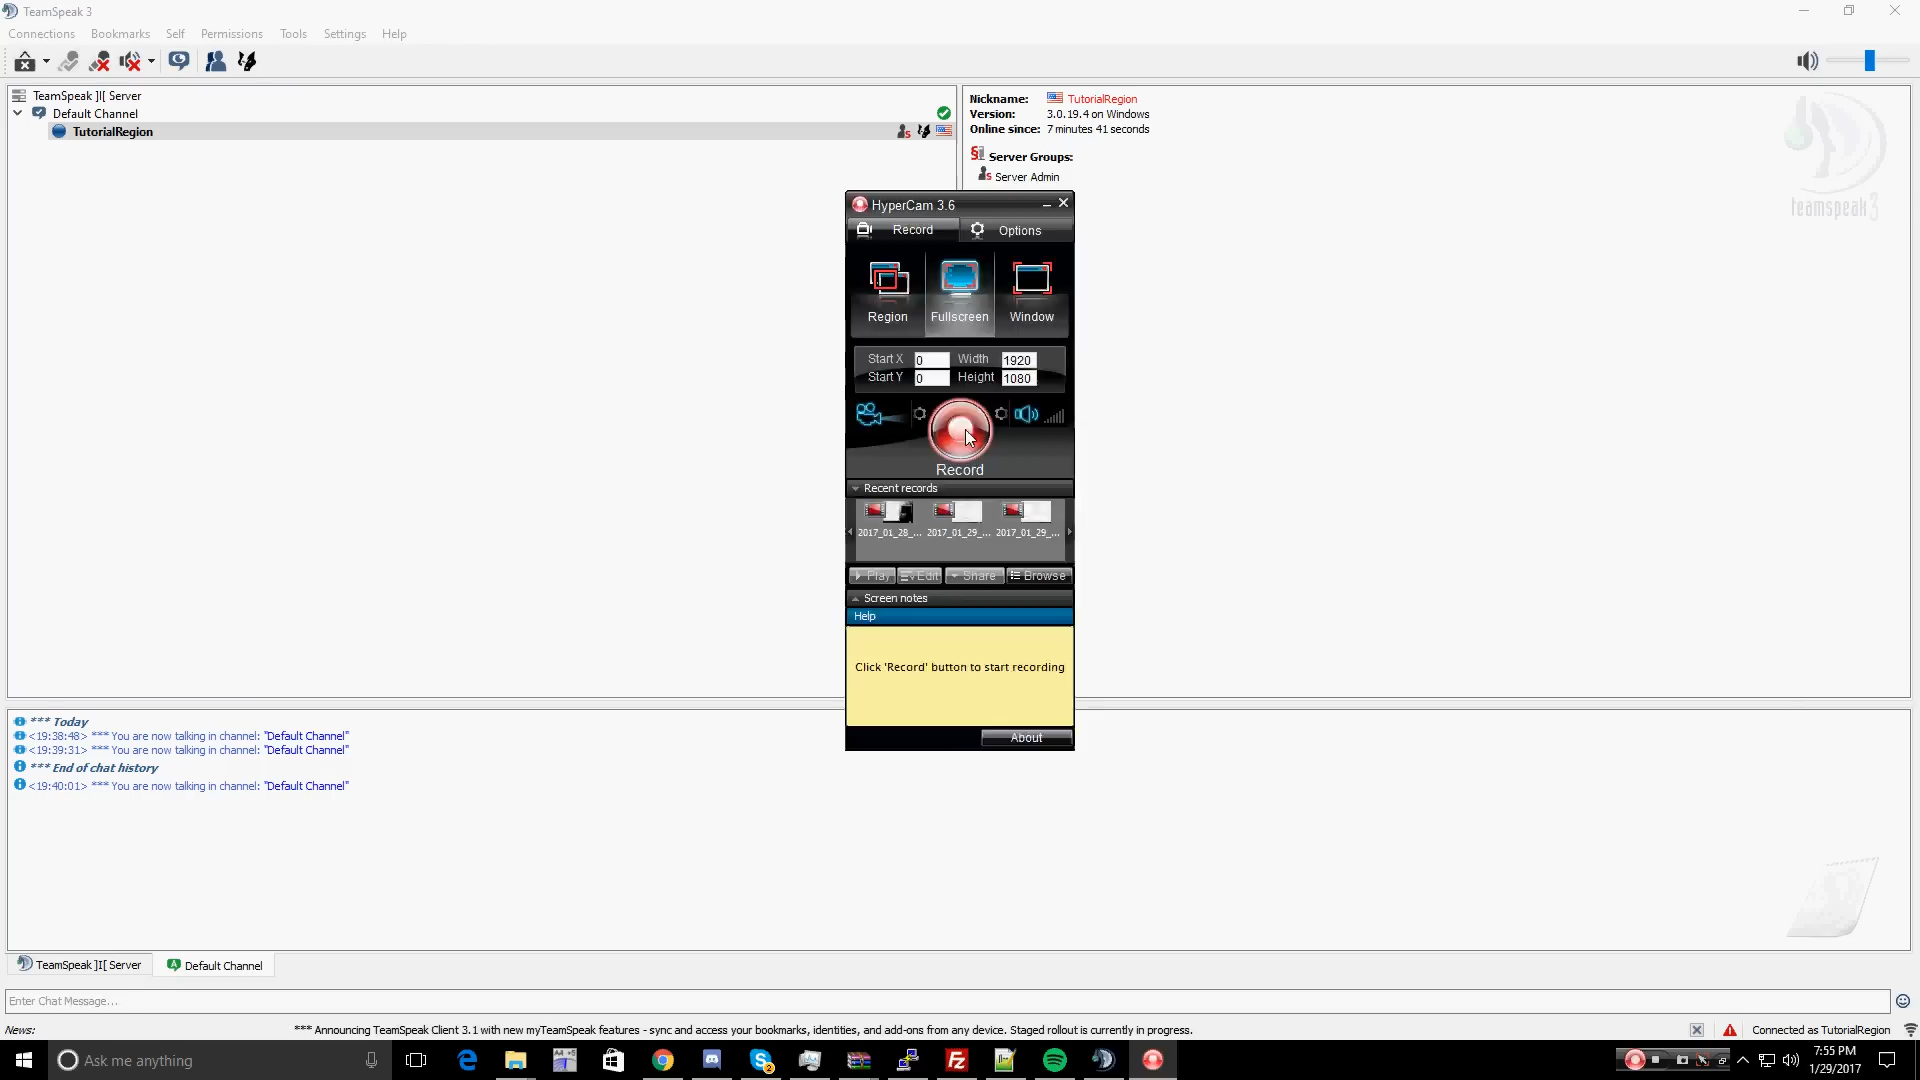 TeamSpeak 3
Connections Bookmarks Self Permissions Tools Settings Help
TeamSpeak ]I[ Server
Default Channel
TutorialRegion
Nickname: TutorialRegion
Version: 3.0.19.4 on Windows
Online since: 7 minutes 41 seconds
Server Groups:
Server Admin
teamspeak 3
HyperCam 3.6
Record Options
Region Fullscreen Window
Start X 0 Width 1920
Start Y 0 Height 1080
Record
Recent records
2017_01_28_... 2017_01_29_... 2017_01_29_...
Play Edit Share Browse
Screen notes
Help
Click 'Record' button to start recording
About
*** Today
<19:38:48> *** You are now talking in channel: "Default Channel"
<19:39:31> *** You are now talking in channel: "Default Channel"
*** End of chat history
<19:40:01> *** You are now talking in channel: "Default Channel"
TeamSpeak ]I[ Server Default Channel
Enter Chat Message...
News: *** Announcing TeamSpeak Client 3.1 with new myTeamSpeak features - sync and access your bookmarks, identities, and add-ons from any device. Staged rollout is currently in progress. Connected as TutorialRegion
Ask me anything
7:55 PM
1/29/2017